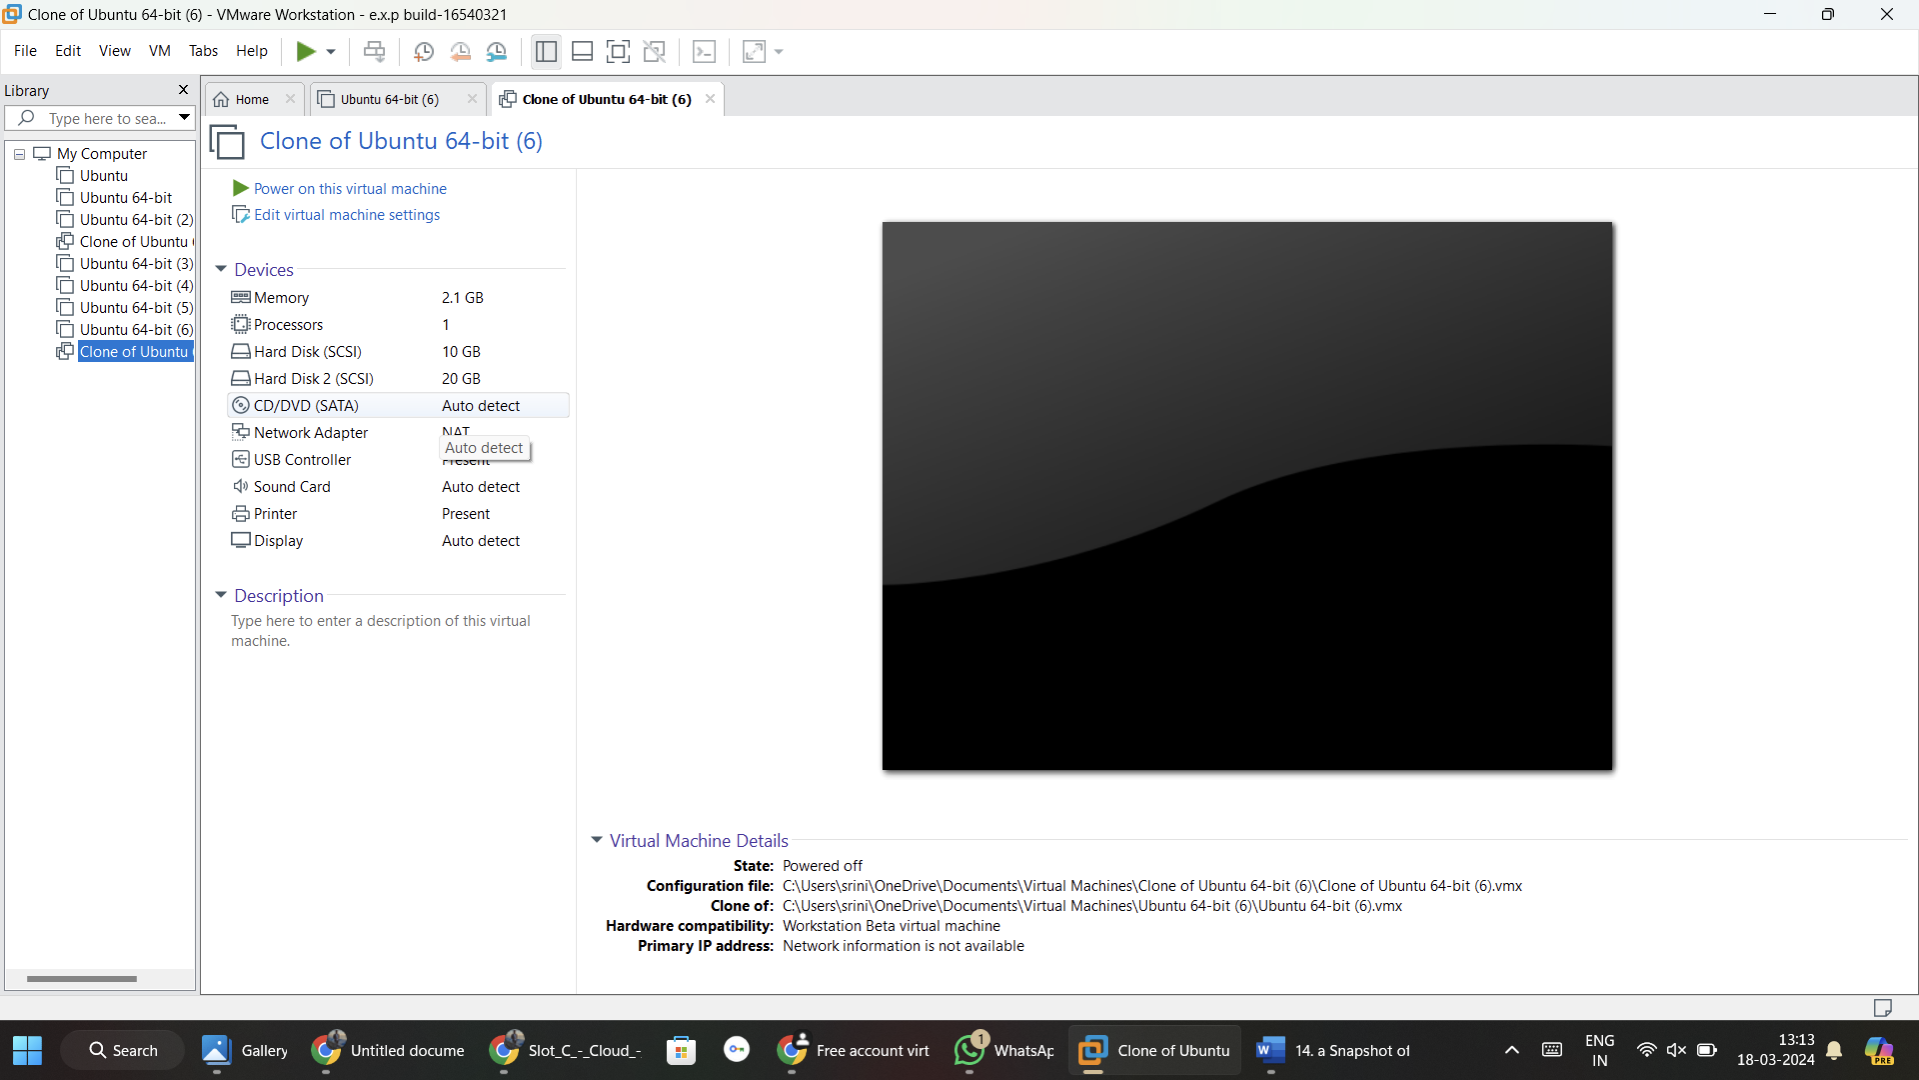 Clone of Ubuntu 64-bit (6) - VMware Workstation - e.x.p build-16540321
File Edit View VM Tabs Help
Library
Home
Ubuntu 64-bit (6)
Clone of Ubuntu 64-bit (6)
Type here to sea...
My Computer
Ubuntu
Ubuntu 64-bit
Ubuntu 64-bit (2)
Clone of Ubuntu (
Ubuntu 64-bit (3)
Ubuntu 64-bit (4)
Ubuntu 64-bit (5)
Ubuntu 64-bit (6)
Clone of Ubuntu (
Clone of Ubuntu 64-bit (6)
Power on this virtual machine
Edit virtual machine settings
Devices
Memory 2.1 GB
Processors 1
Hard Disk (SCSI) 10 GB
Hard Disk 2 (SCSI) 20 GB
CD/DVD (SATA) Auto detect
Network Adapter NAT
Auto detect
USB Controller Present
Sound Card Auto detect
Printer Present
Display Auto detect
Description
Type here to enter a description of this virtual
machine.
Virtual Machine Details
State: Powered off
Configuration file: C:\Users\srini\OneDrive\Documents\Virtual Machines\Clone of Ubuntu 64-bit (6)\Clone of Ubuntu 64-bit (6).vmx
Clone of: C:\Users\srini\OneDrive\Documents\Virtual Machines\Ubuntu 64-bit (6)\Ubuntu 64-bit (6).vmx
Hardware compatibility: Workstation Beta virtual machine
Primary IP address: Network information is not available
Search
Gallery
Untitled docume
Slot_C_-_Cloud_-
Free account virt
1
WhatsAp
Clone of Ubuntu
14. a Snapshot of
ENG
IN
13:13
18-03-2024
PRE